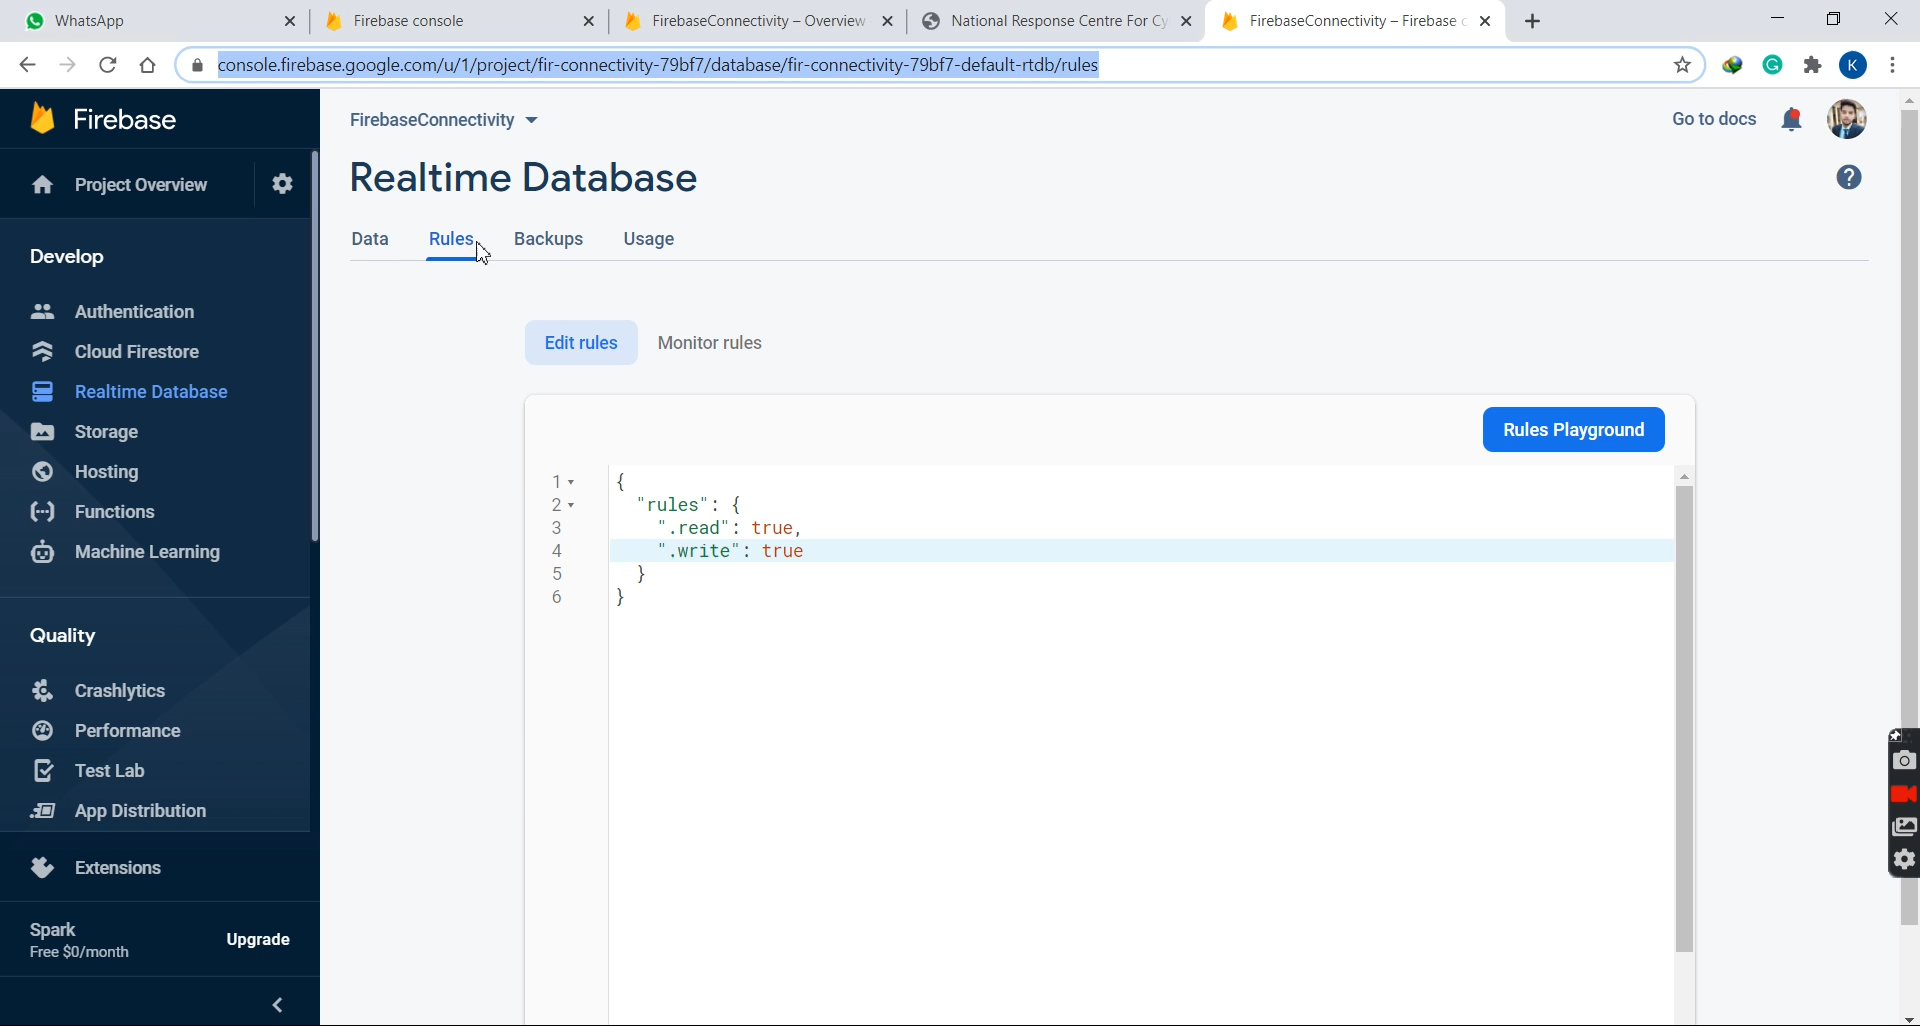 WhatsApp
Firebase console
FirebaseConnectivity – Overview
National Response Centre For Cy
FirebaseConnectivity – Firebase c
console.firebase.google.com/u/1/project/fir-connectivity-79bf7/database/fir-connectivity-79bf7-default-rtdb/rules
K
Firebase
FirebaseConnectivity
Go to docs
Project Overview
Realtime Database
Data Rules Backups Usage
Develop
Authentication
Cloud Firestore
Realtime Database
Storage
Hosting
Functions
Machine Learning
Quality
Crashlytics
Performance
Test Lab
App Distribution
Extensions
Spark
Free $0/month
Upgrade
Edit rules Monitor rules
Rules Playground
1 {
2 "rules": {
3 ".read": true,
4 ".write": true
5 }
6 }